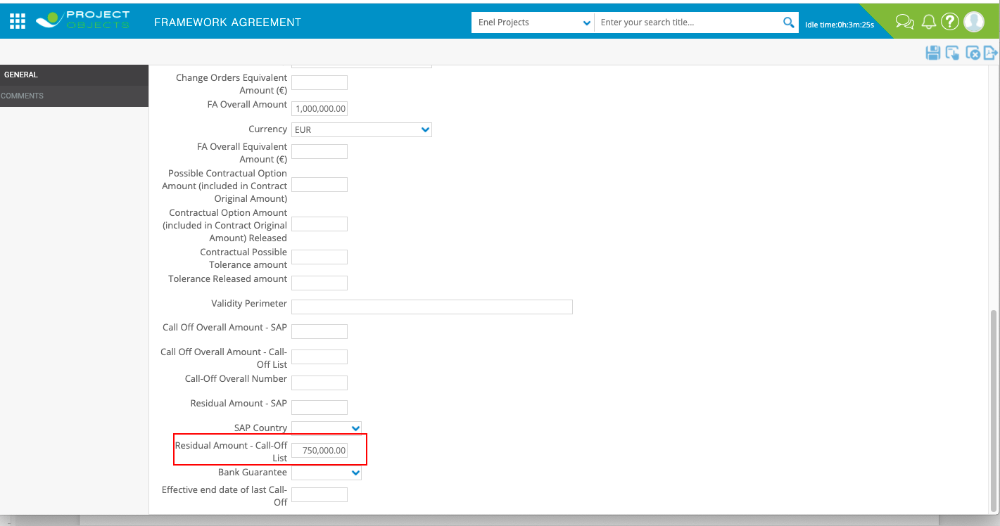 PROJECT
OBJECTS
FRAMEWORK AGREEMENT
Enel Projects
Enter your search title...
Idle time:0h:3m:25s
?
GENERAL
COMMENTS
Change Orders Equivalent
Amount (€)
FA Overall Amount 1,000,000.00
Currency EUR
FA Overall Equivalent
Amount (€)
Possible Contractual Option
Amount (included in Contract
Original Amount)
Contractual Option Amount
(included in Contract Original
Amount) Released
Contractual Possible
Tolerance amount
Tolerance Released amount
Validity Perimeter
Call Off Overall Amount - SAP
Call Off Overall Amount - Call-
Off List
Call-Off Overall Number
Residual Amount - SAP
SAP Country
Residual Amount - Call-Off
List 750,000.00
Bank Guarantee
Effective end date of last Call-
Off